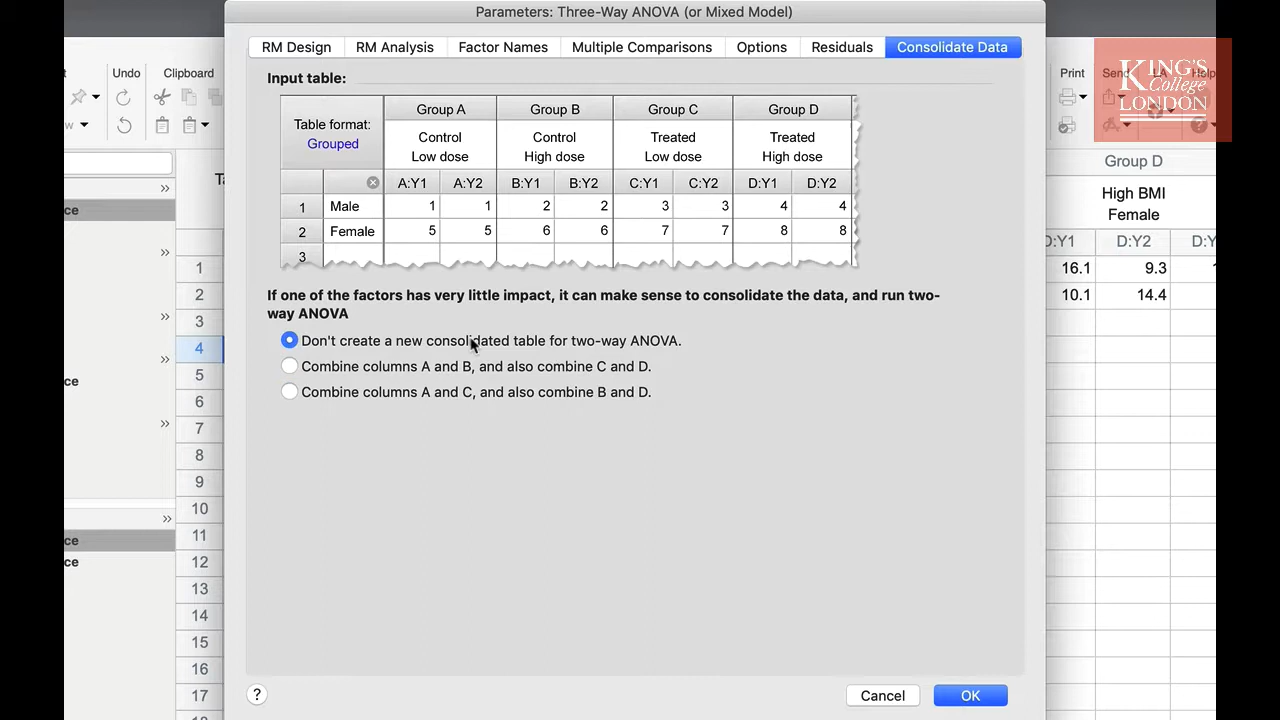 Parameters: Three-Way ANOVA (or Mixed Model)
RM Design
RM Analysis
Factor Names
Multiple Comparisons
Options
Residuals
Consolidate Data
Undo
Clipboard
Print
Send
LA
Help
KING'S
College
LONDON
Input table:
Table format:
Grouped
Group A
Group B
Group C
Group D
Control
Low dose
Control
High dose
Treated
Low dose
Treated
High dose
A:Y1 A:Y2 B:Y1 B:Y2 C:Y1 C:Y2 D:Y1 D:Y2
1 Male 1 1 2 2 3 3 4 4
2 Female 5 5 6 6 7 7 8 8
3
If one of the factors has very little impact, it can make sense to consolidate the data, and run two-
way ANOVA
Don't create a new consolidated table for two-way ANOVA.
Combine columns A and B, and also combine C and D.
Combine columns A and C, and also combine B and D.
?
Cancel
OK
ce
ce
ce
ce
ce
1
2
3
4
5
6
7
8
9
10
11
12
13
14
15
16
17
Group D
High BMI
Female
D:Y1 D:Y2 D:Y
16.1 9.3
10.1 14.4